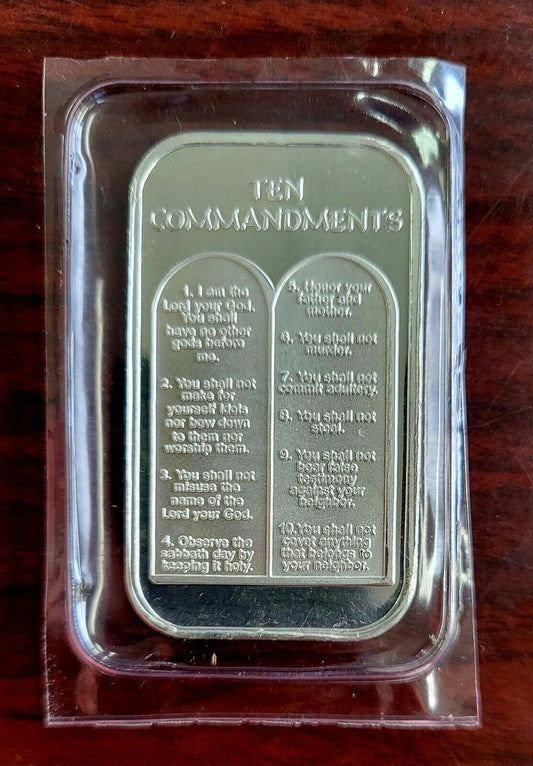 TEN
COMMANDMENTS
1. I am the
Lord your God.
You shall
have no other
gods before
me.
2. You shall not
make for
yourself idols
nor bow down
to them nor
worship them.
3. You shall not
misuse the
name of the
Lord your God.
4. Observe the
sabbath day by
keeping it holy.
5. Honor your
father and
mother.
6. You shall not
murder.
7. You shall not
commit adultery.
8. You shall not
steal.
9. You shall not
bear false
testimony
against your
neighbor.
10.You shall not
covet anything
that belongs to
your neighbor.